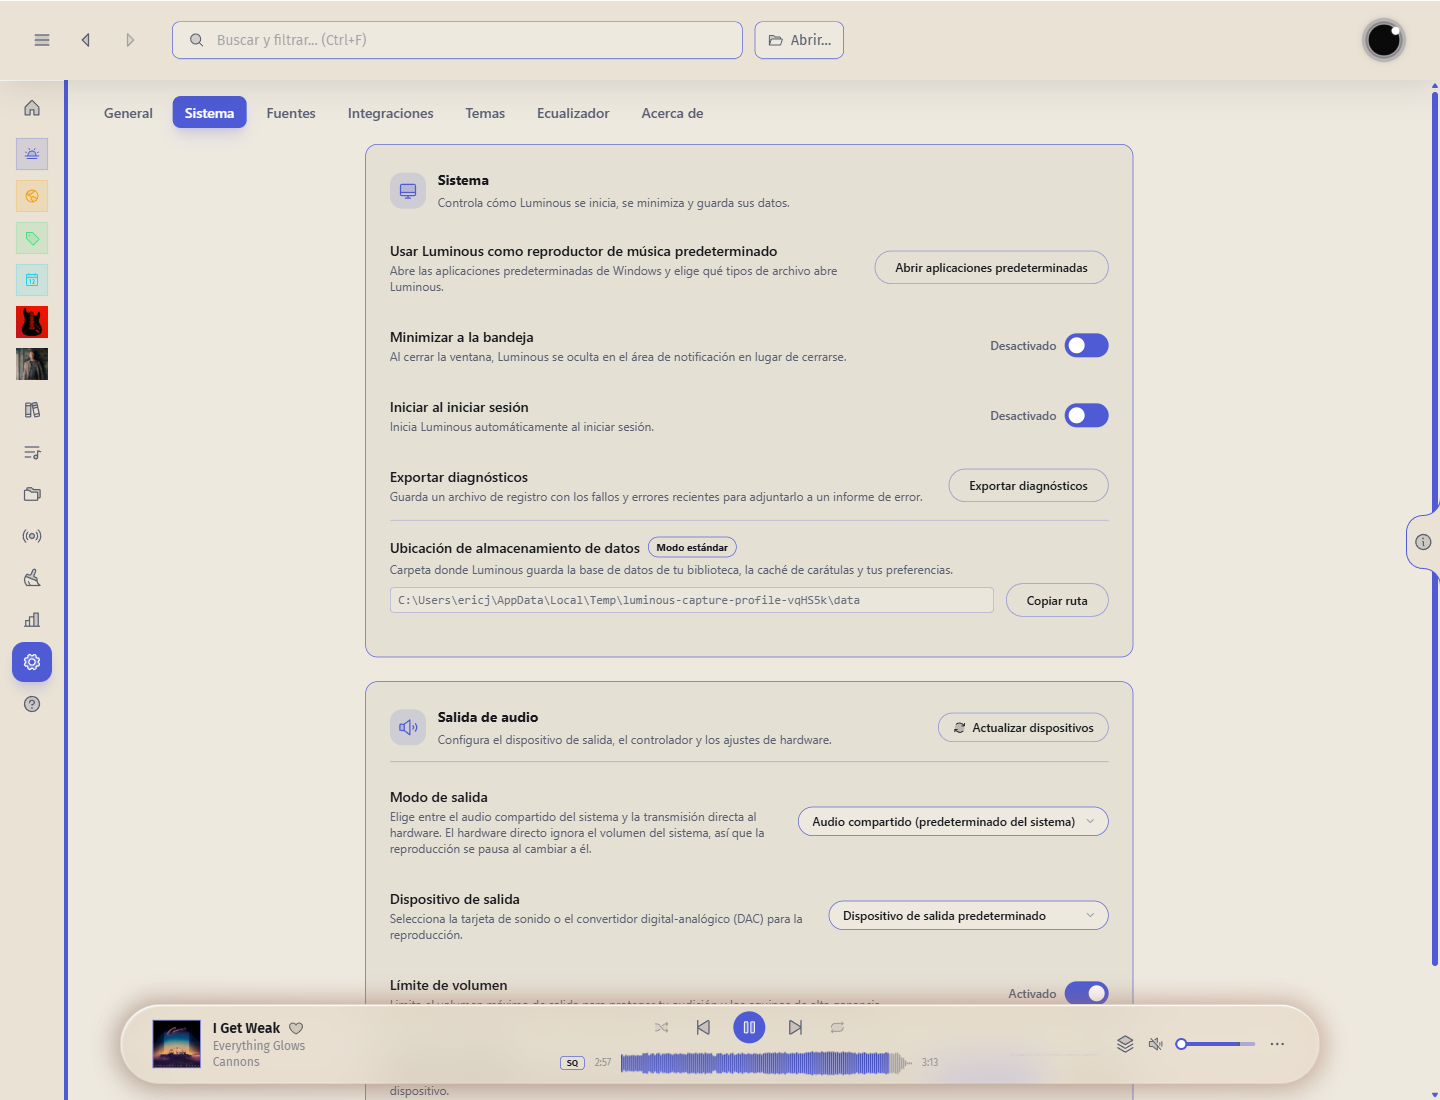 Buscar y filtrar... (Ctrl+F)
Abrir...
General
Sistema
Fuentes
Integraciones
Temas
Ecualizador
Acerca de
Sistema
Controla cómo Luminous se inicia, se minimiza y guarda sus datos.
Usar Luminous como reproductor de música predeterminado
Abre las aplicaciones predeterminadas de Windows y elige qué tipos de archivo abre
Luminous.
Abrir aplicaciones predeterminadas
Minimizar a la bandeja
Al cerrar la ventana, Luminous se oculta en el área de notificación en lugar de cerrarse.
Desactivado
Iniciar al iniciar sesión
Inicia Luminous automáticamente al iniciar sesión.
Desactivado
Exportar diagnósticos
Guarda un archivo de registro con los fallos y errores recientes para adjuntarlo a un informe de error.
Exportar diagnósticos
Ubicación de almacenamiento de datos
Modo estándar
Carpeta donde Luminous guarda la base de datos de tu biblioteca, la caché de carátulas y tus preferencias.
C:\Users\ericj\AppData\Local\Temp\luminous-capture-profile-vqHS5k\data
Copiar ruta
Salida de audio
Configura el dispositivo de salida, el controlador y los ajustes de hardware.
Actualizar dispositivos
Modo de salida
Elige entre el audio compartido del sistema y la transmisión directa al
hardware. El hardware directo ignora el volumen del sistema, así que la
reproducción se pausa al cambiar a él.
Audio compartido (predeterminado del sistema)
Dispositivo de salida
Selecciona la tarjeta de sonido o el convertidor digital-analógico (DAC) para la
reproducción.
Dispositivo de salida predeterminado
Límite de volumen
Activado
I Get Weak
Everything Glows
Cannons
SQ
2:57
3:13
dispositivo.